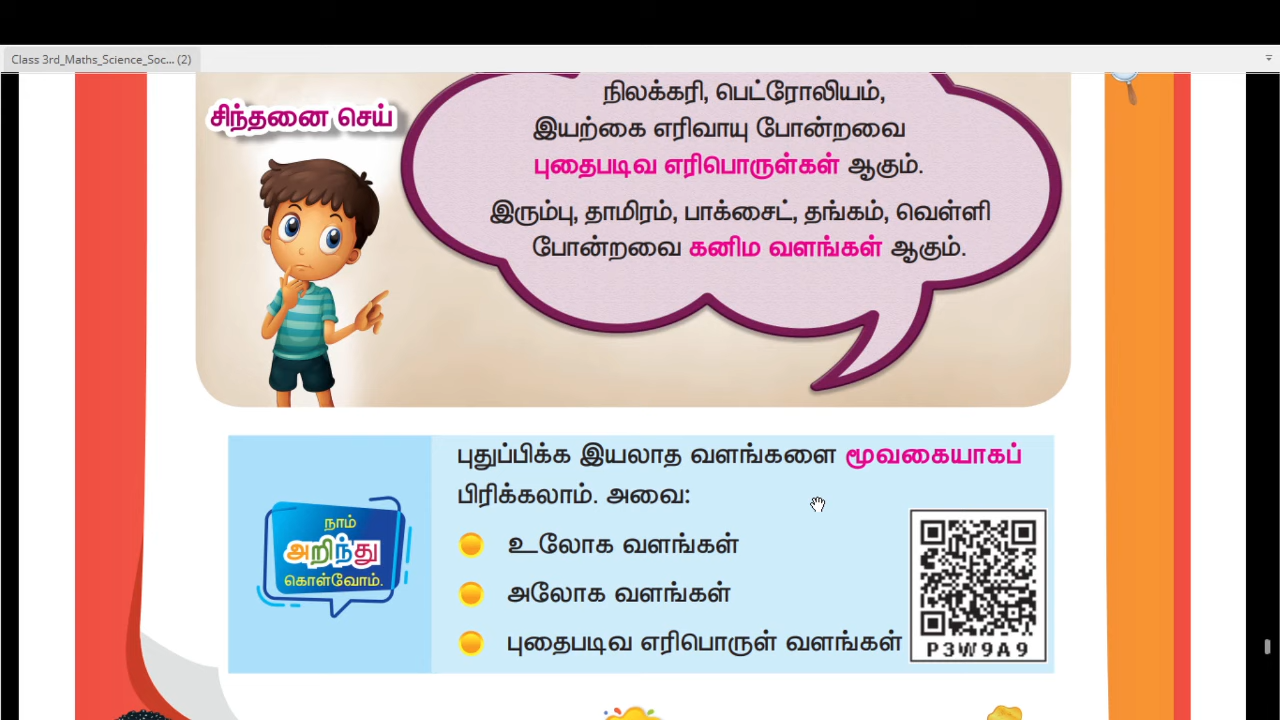 Class 3rd_Maths_Science_Soc... (2)
சிந்தனை செய்
நிலக்கரி, பெட்ரோலியம்,
இயற்கை எரிவாயு போன்றவை
புதைபடிவ எரிபொருள்கள் ஆகும்.
இரும்பு, தாமிரம், பாக்சைட், தங்கம், வெள்ளி
போன்றவை கனிம வளங்கள் ஆகும்.
புதுப்பிக்க இயலாத வளங்களை மூவகையாகப்
பிரிக்கலாம். அவை:
உலோக வளங்கள்
அலோக வளங்கள்
புதைபடிவ எரிபொருள் வளங்கள்
நாம்
அறிந்து
கொள்வோம்.
P3W9A9